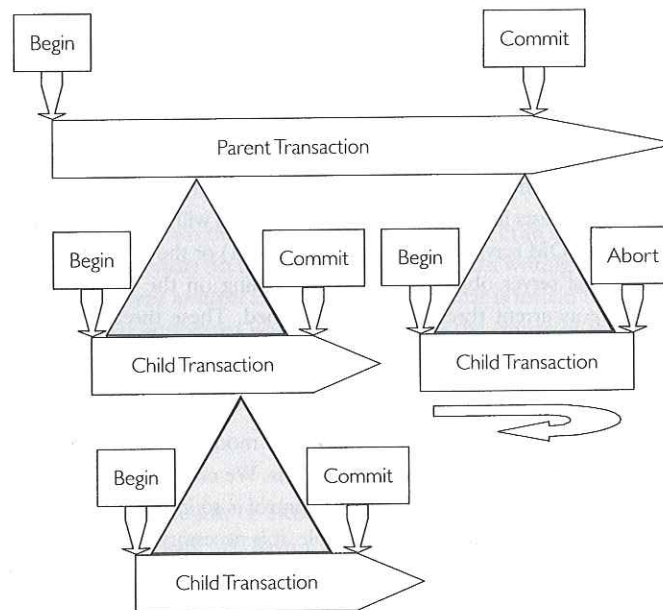 Begin
Commit
Parent Transaction
Begin
Commit
Begin
Abort
Child Transaction
Child Transaction
Begin
Commit
Child Transaction